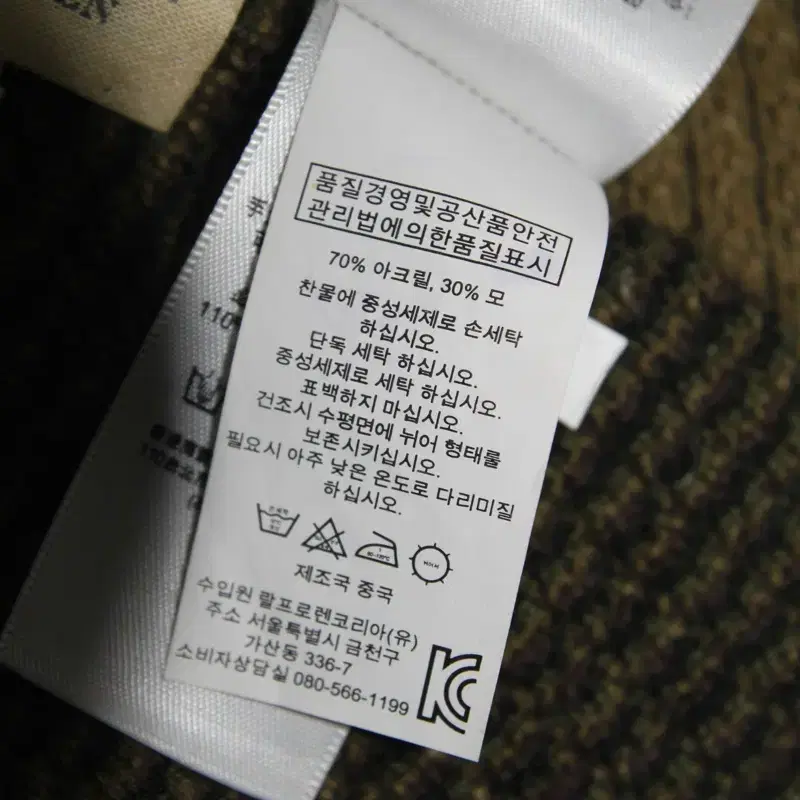 품질경영및공산품안전
관리법에의한품질표시
70% 아크릴, 30% 모
찬물에 중성세제로 손세탁
하십시오.
단독 세탁 하십시오.
중성세제로 세탁 하십시오.
표백하지 마십시오.
건조시 수평면에 뉘어 형태를
보존시키십시오.
필요시 아주 낮은 온도로 다리미질
하십시오.
제조국 중국
수입원 랄프로렌코리아(유)
주소 서울특별시 금천구
가산동 336-7
소비자상담실 080-566-1199
110